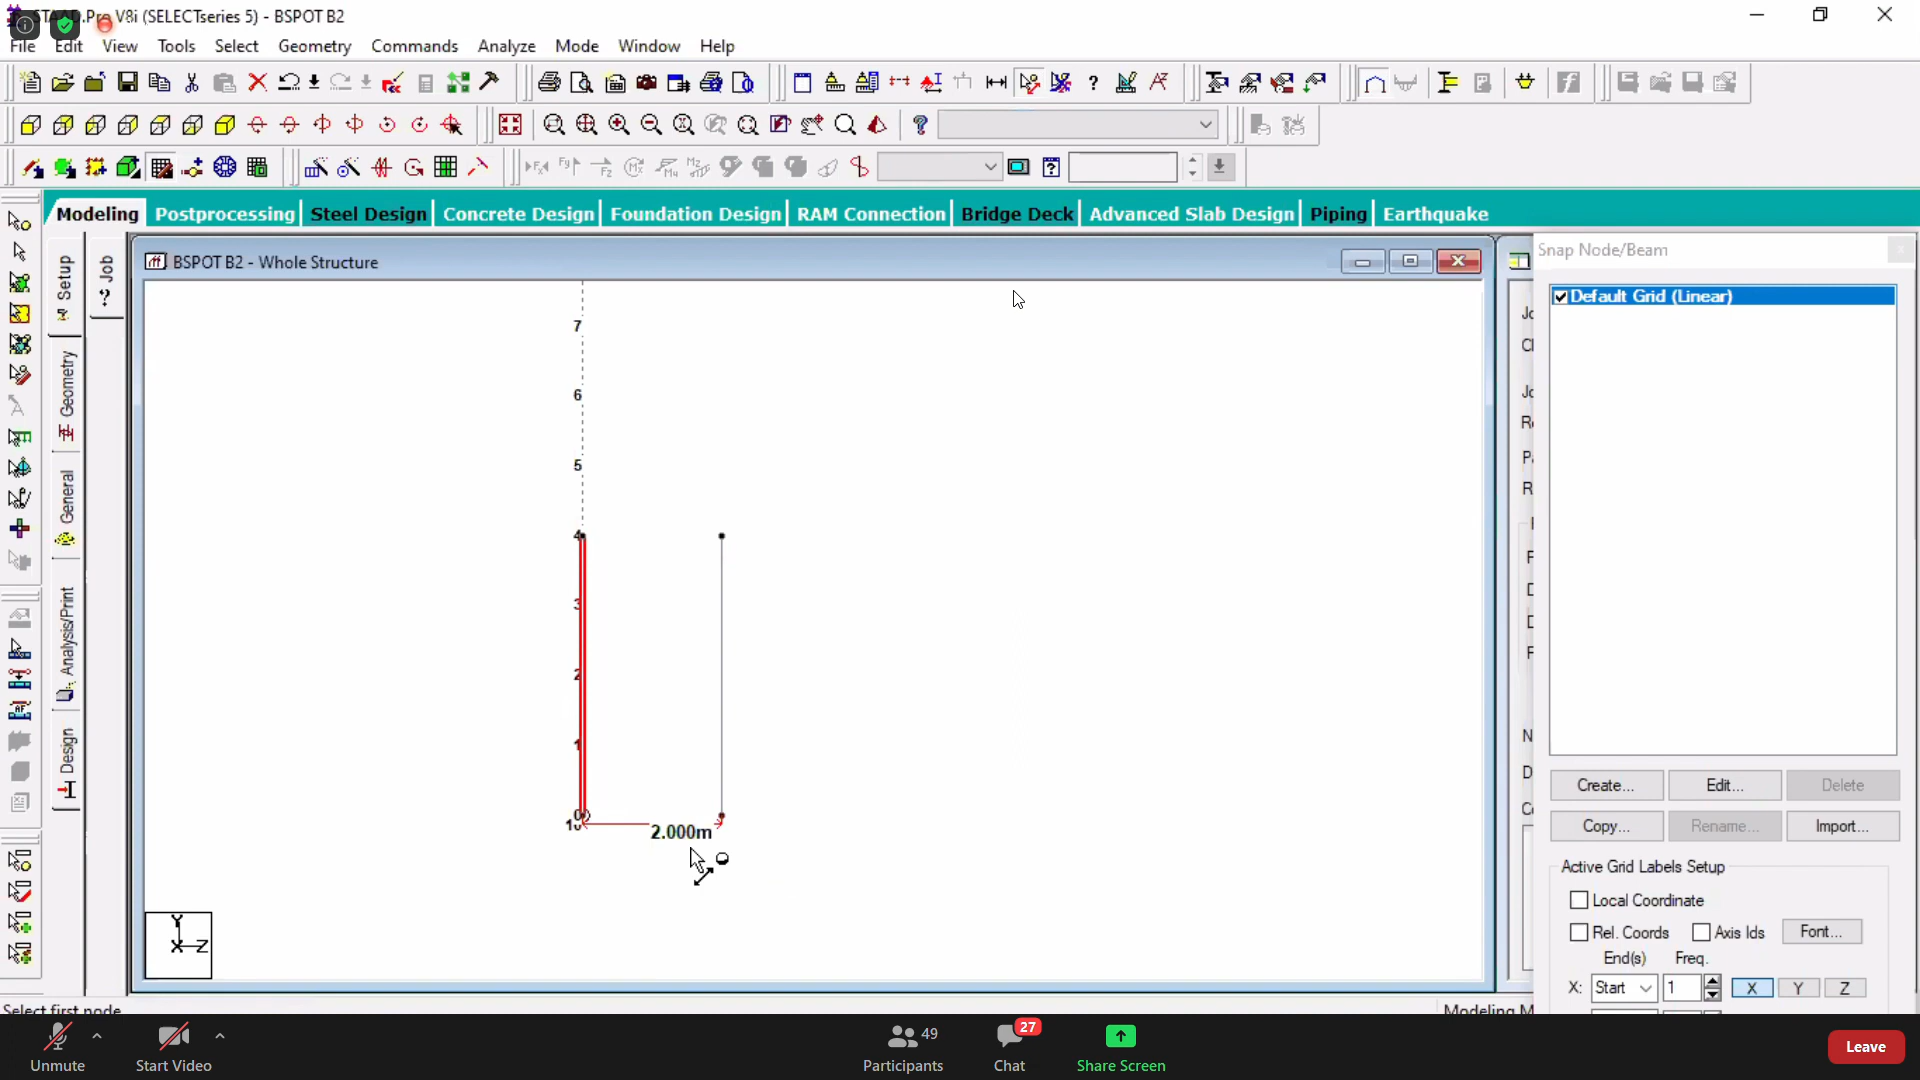 STAAD.Pro V8i (SELECTseries 5) - BSPOT B2
File Edit View Tools Select Geometry Commands Analyze Mode Window Help
Modeling Postprocessing Steel Design Concrete Design Foundation Design RAM Connection Bridge Deck Advanced Slab Design Piping Earthquake
Setup
Geometry
General
Analysis/Print
Design
Job
BSPOT B2 - Whole Structure
7
6
5
4
3
2
1
0
2.000m
Y
X Z
Snap Node/Beam
Default Grid (Linear)
Create... Edit... Delete
Copy... Rename... Import...
Active Grid Labels Setup
Local Coordinate
Rel. Coords Axis Ids Font...
End(s) Freq.
X: Start 1 X Y Z
Select first node
Modeling M
Unmute Start Video
49
Participants
27
Chat
Share Screen
Leave